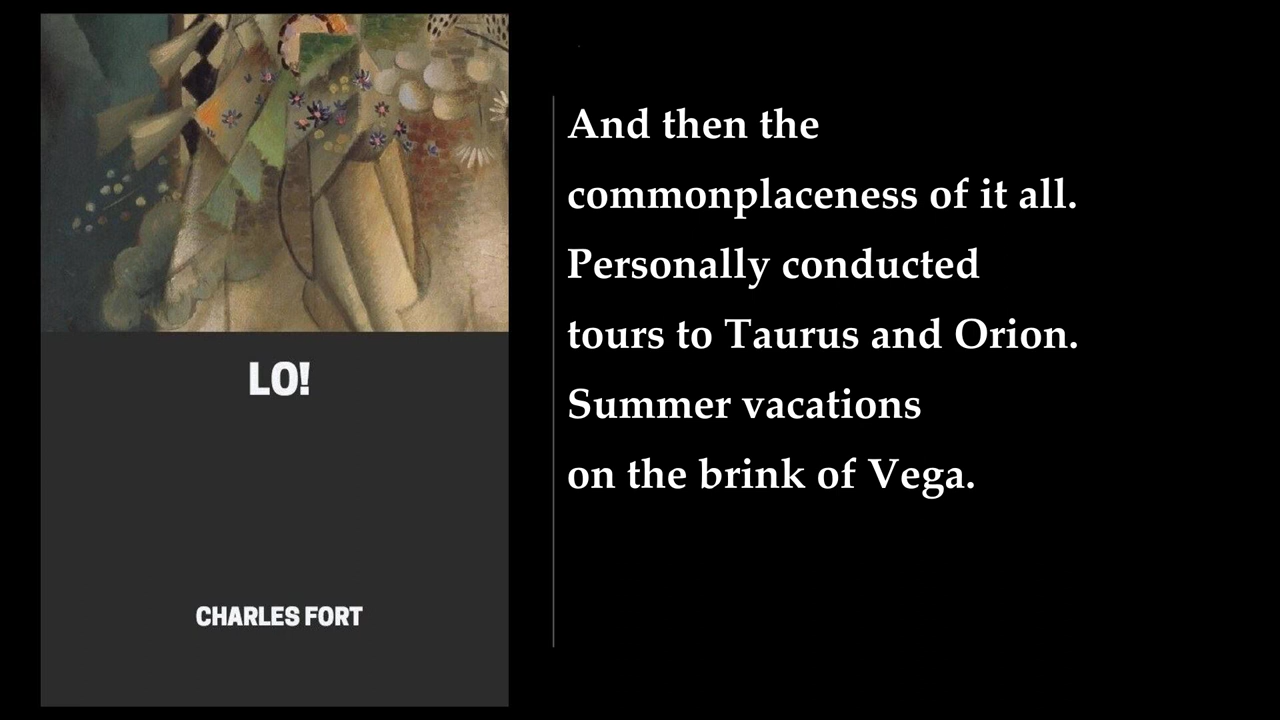 LO!
CHARLES FORT
And then the
commonplaceness of it all.
Personally conducted
tours to Taurus and Orion.
Summer vacations
on the brink of Vega.